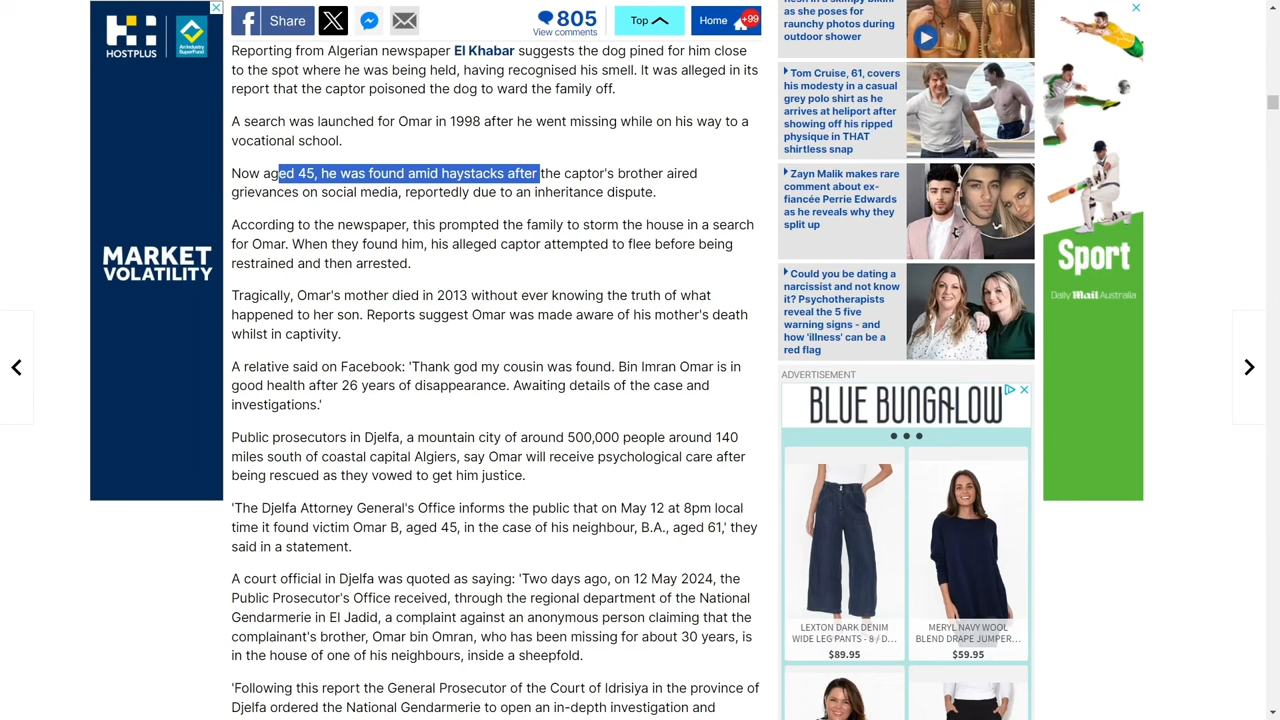 HOSTPLUS
An Industry
SuperFund
MARKET
VOLATILITY
Share
805
View comments
Top
Home
+99
Reporting from Algerian newspaper El Khabar suggests the dog pined for him close
to the spot where he was being held, having recognised his smell. It was alleged in its
report that the captor poisoned the dog to ward the family off.
A search was launched for Omar in 1998 after he went missing while on his way to a
vocational school.
Now aged 45, he was found amid haystacks after the captor's brother aired
grievances on social media, reportedly due to an inheritance dispute.
According to the newspaper, this prompted the family to storm the house in a search
for Omar. When they found him, his alleged captor attempted to flee before being
restrained and then arrested.
Tragically, Omar's mother died in 2013 without ever knowing the truth of what
happened to her son. Reports suggest Omar was made aware of his mother's death
whilst in captivity.
A relative said on Facebook: 'Thank god my cousin was found. Bin Imran Omar is in
good health after 26 years of disappearance. Awaiting details of the case and
investigations.'
Public prosecutors in Djelfa, a mountain city of around 500,000 people around 140
miles south of coastal capital Algiers, say Omar will receive psychological care after
being rescued as they vowed to get him justice.
'The Djelfa Attorney General's Office informs the public that on May 12 at 8pm local
time it found victim Omar B, aged 45, in the case of his neighbour, B.A., aged 61,' they
said in a statement.
A court official in Djelfa was quoted as saying: 'Two days ago, on 12 May 2024, the
Public Prosecutor's Office received, through the regional department of the National
Gendarmerie in El Jadid, a complaint against an anonymous person claiming that the
complainant's brother, Omar bin Omran, who has been missing for about 30 years, is
in the house of one of his neighbours, inside a sheepfold.
'Following this report the General Prosecutor of the Court of Idrisiya in the province of
Djelfa ordered the National Gendarmerie to open an in-depth investigation and
flesh in a skimpy bikini
as she poses for
raunchy photos during
outdoor shower
Tom Cruise, 61, covers
his modesty in a casual
grey polo shirt as he
arrives at heliport after
showing off his ripped
physique in THAT
shirtless snap
Zayn Malik makes rare
comment about ex-
fiancée Perrie Edwards
as he reveals why they
split up
Could you be dating a
narcissist and not know
it? Psychotherapists
reveal the 5 five
warning signs - and
how 'illness' can be a
red flag
ADVERTISEMENT
BLUE BUNGALOW
LEXTON DARK DENIM
WIDE LEG PANTS - 8 / D...
$89.95
MERYL NAVY WOOL
BLEND DRAPE JUMPER...
$59.95
Sport
Daily Mail Australia